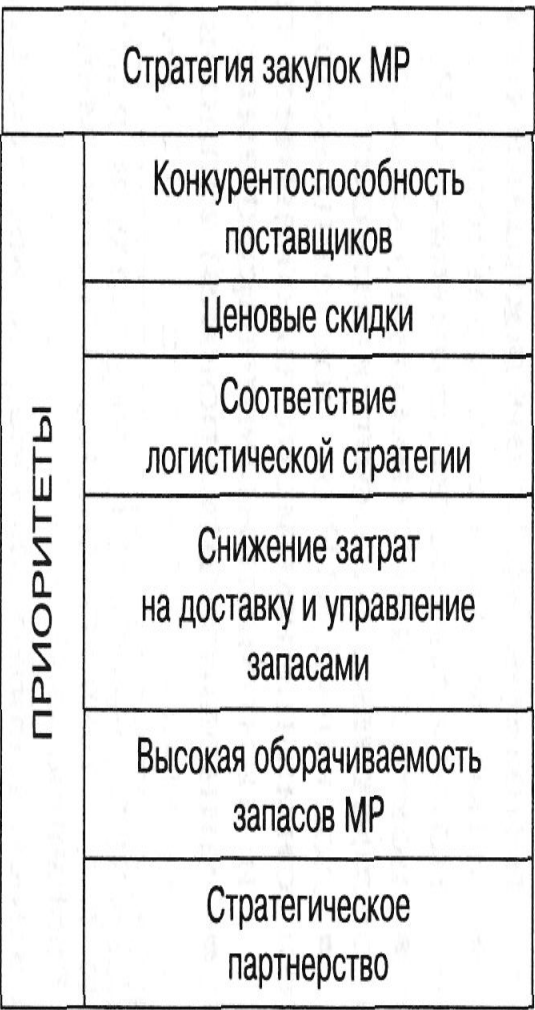 Стратегия закупок МР
ПРИОРИТЕТЫ
Конкурентоспособность
поставщиков
Ценовые скидки
Соответствие
логистической стратегии
Снижение затрат
на доставку и управление
запасами
Высокая оборачиваемость
запасов МР
Стратегическое
партнерство